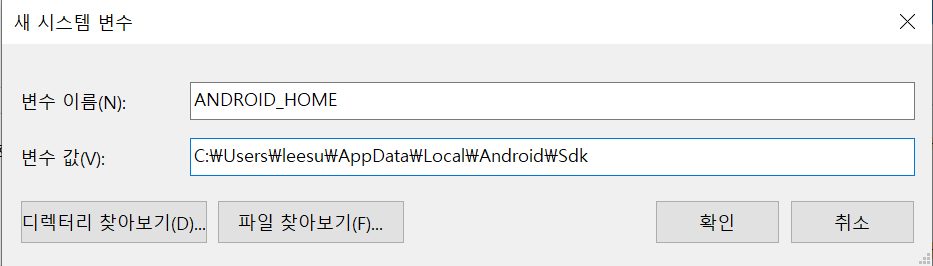 새 시스템 변수
변수 이름(N):
ANDROID_HOME
변수 값(V):
C:₩Users₩leesu₩AppData₩Local₩Android₩Sdk
디렉터리 찾아보기(D)...
파일 찾아보기(F)...
확인
취소